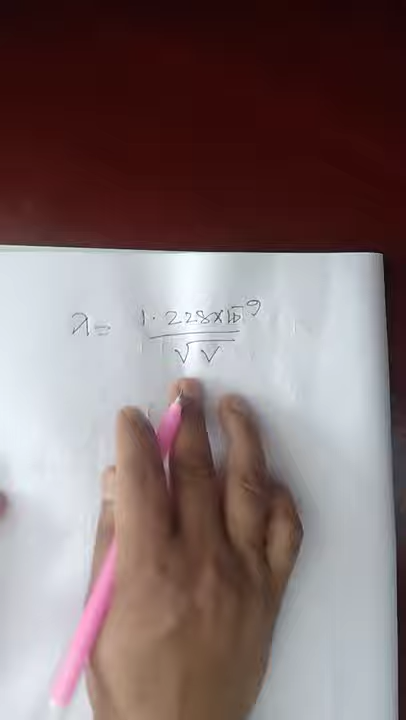 λ = 1.228×10⁻⁹ / √V